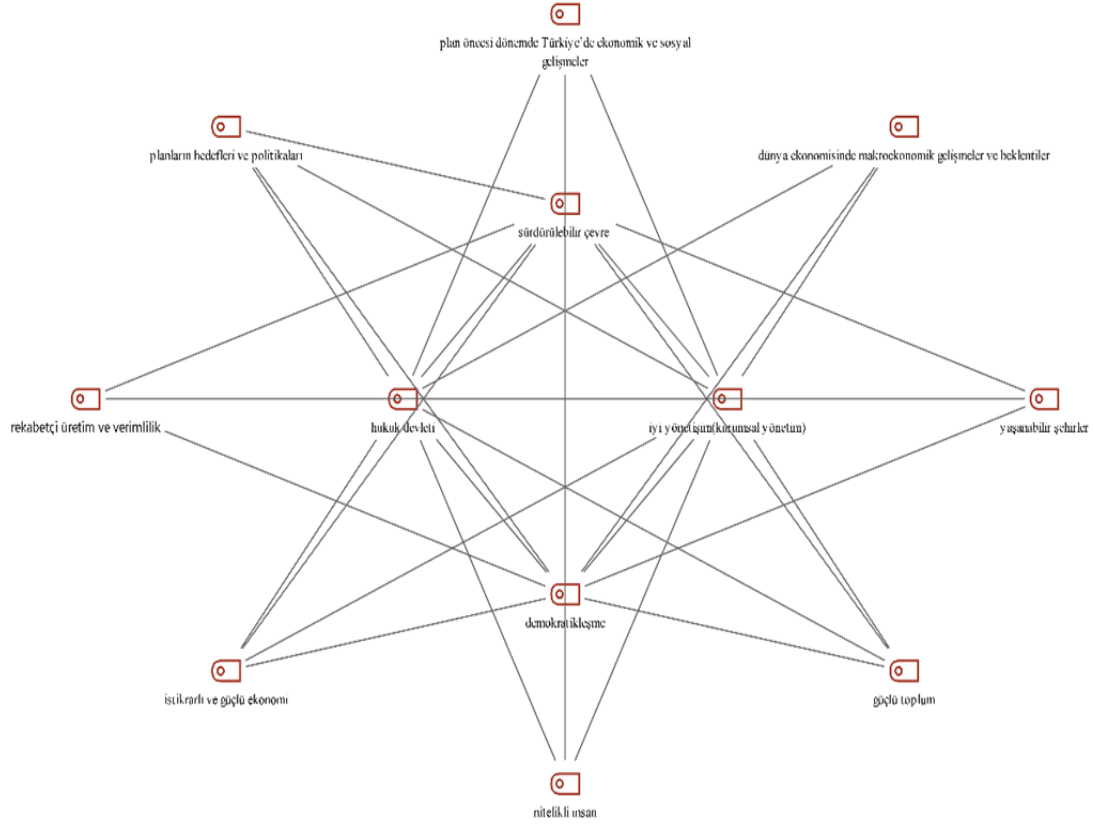 plan öncesi dönemde Türkiye'de ekonomik ve sosyal
gelişmeler
planların hedefleri ve politikaları
dünya ekonomisinde makroekonomik gelişmeler ve beklentiler
sürdürülebilir çevre
rekabetçi üretim ve verimlilik
hukuk devleti
iyi yönetişim(kurumsal yönetim)
yaşanabilir şehirler
demokratikleşme
istikrarlı ve güçlü ekonomi
güçlü toplum
nitelikli insan